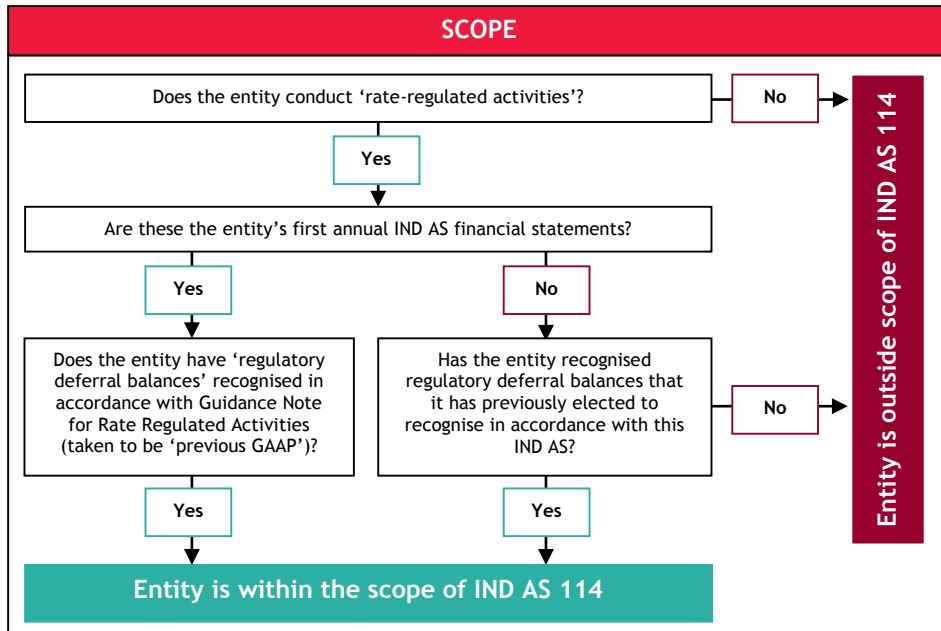 SCOPE
Does the entity conduct ‘rate-regulated activities’?
No
Yes
Are these the entity’s first annual IND AS financial statements?
Yes
No
Does the entity have ‘regulatory
deferral balances’ recognised in
accordance with Guidance Note
for Rate Regulated Activities
(taken to be ‘previous GAAP’)?
Has the entity recognised
regulatory deferral balances that
it has previously elected to
recognise in accordance with this
IND AS?
No
Yes
Yes
Entity is within the scope of IND AS 114
Entity is outside scope of IND AS 114